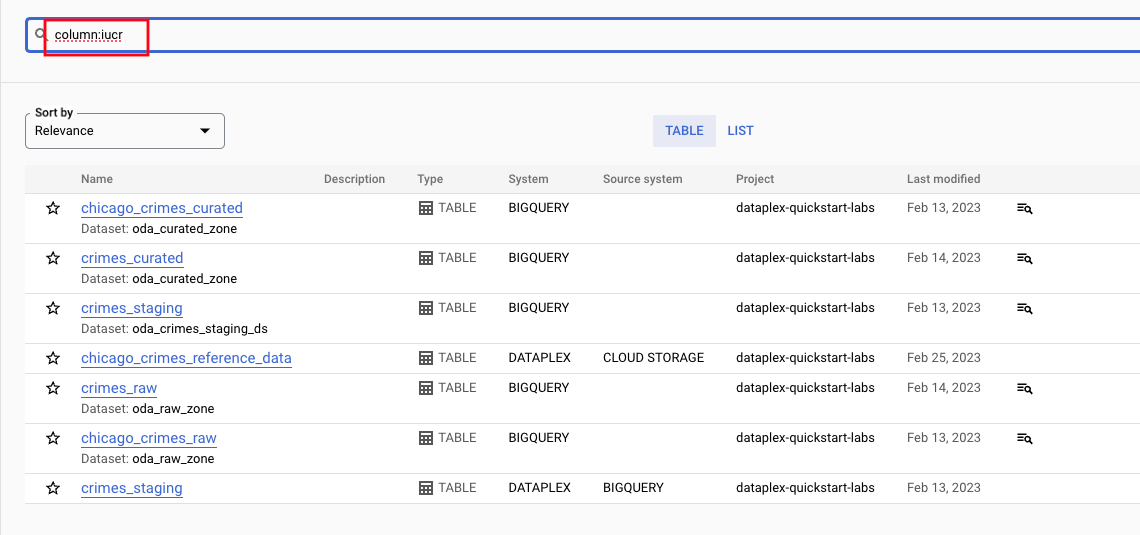 column:iucr
Sort by
Relevance
TABLE LIST
Name Description Type System Source system Project Last modified
chicago_crimes_curated TABLE BIGQUERY dataplex-quickstart-labs Feb 13, 2023
Dataset: oda_curated_zone
crimes_curated TABLE BIGQUERY dataplex-quickstart-labs Feb 14, 2023
Dataset: oda_curated_zone
crimes_staging TABLE BIGQUERY dataplex-quickstart-labs Feb 13, 2023
Dataset: oda_crimes_staging_ds
chicago_crimes_reference_data TABLE DATAPLEX CLOUD STORAGE dataplex-quickstart-labs Feb 25, 2023
crimes_raw TABLE BIGQUERY dataplex-quickstart-labs Feb 14, 2023
Dataset: oda_raw_zone
chicago_crimes_raw TABLE BIGQUERY dataplex-quickstart-labs Feb 13, 2023
Dataset: oda_raw_zone
crimes_staging TABLE DATAPLEX BIGQUERY dataplex-quickstart-labs Feb 13, 2023